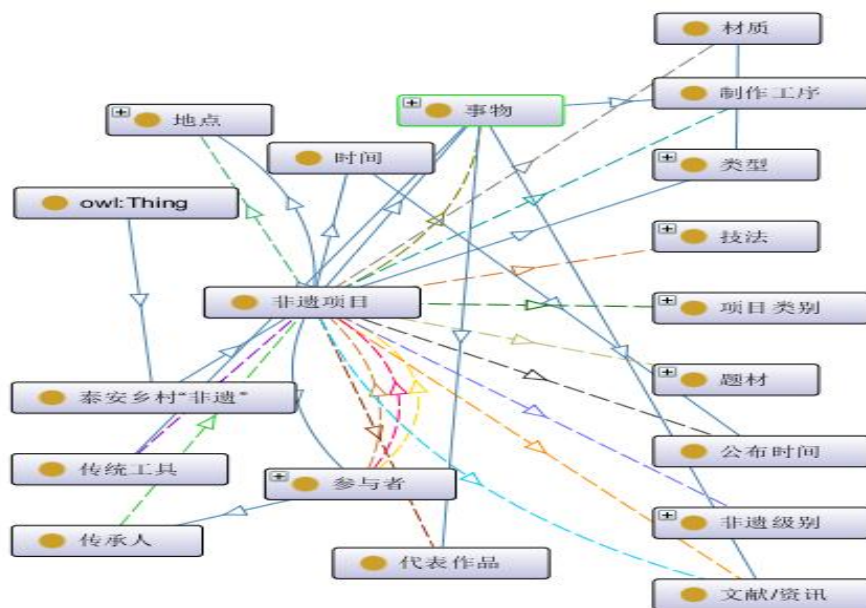 材质
制作工序
事物
地点
时间
类型
owl:Thing
技法
非遗项目
项目类别
题材
泰安乡村“非遗”
公布时间
传统工具
参与者
非遗级别
传承人
代表作品
文献/资讯